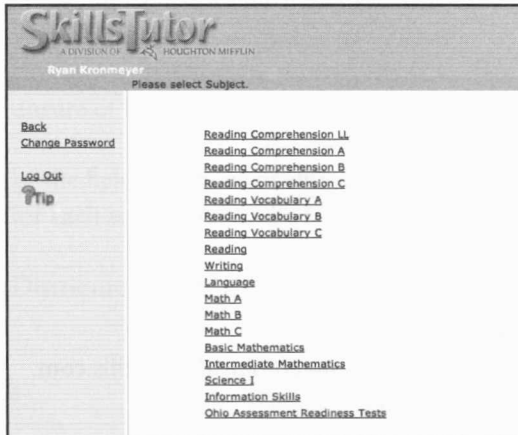 SkillsTutor
A DIVISION OF HOUGHTON MIFFLIN
Ryan Kronmeyer
Please select Subject.
Back
Change Password
Log Out
Tip
Reading Comprehension LL
Reading Comprehension A
Reading Comprehension B
Reading Comprehension C
Reading Vocabulary A
Reading Vocabulary B
Reading Vocabulary C
Reading
Writing
Language
Math A
Math B
Math C
Basic Mathematics
Intermediate Mathematics
Science I
Information Skills
Ohio Assessment Readiness Tests